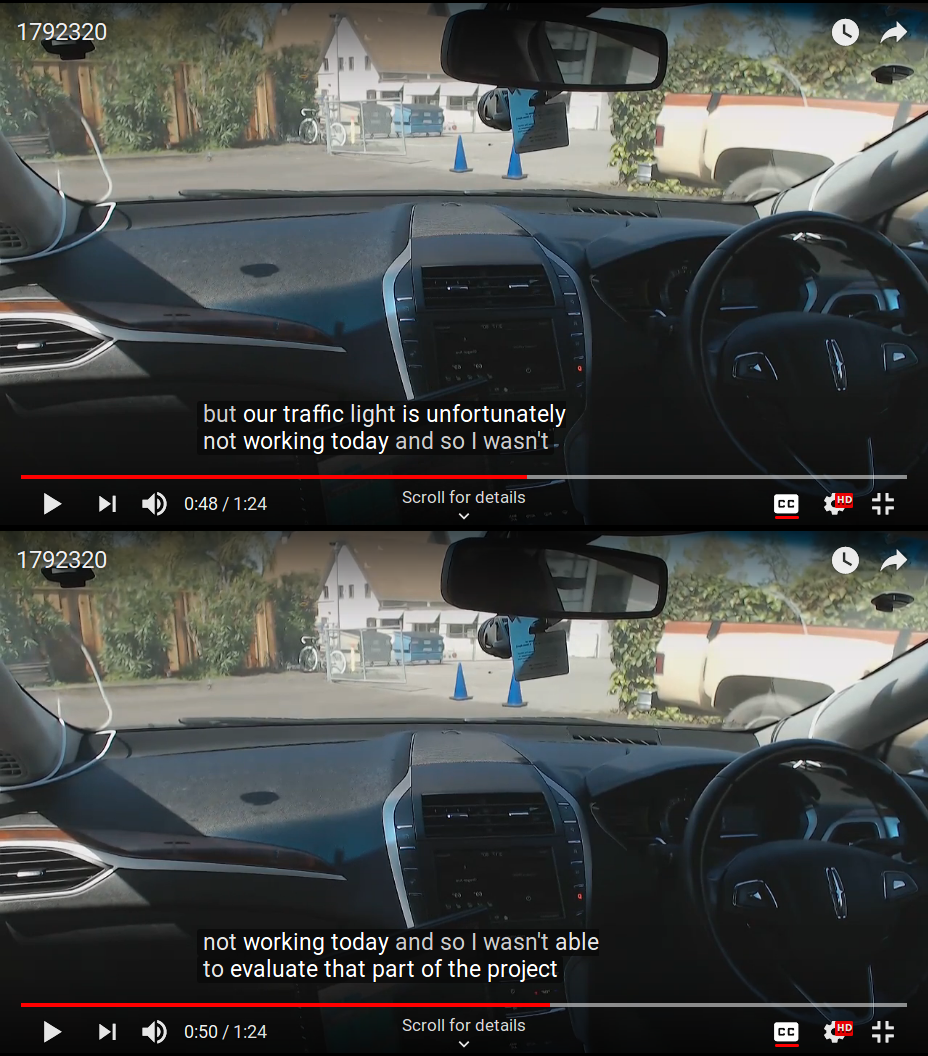 1792320
but our traffic light is unfortunately
not working today and so I wasn't
0:48 / 1:24
Scroll for details
CC
HD
1792320
not working today and so I wasn't able
to evaluate that part of the project
0:50 / 1:24
Scroll for details
CC
HD